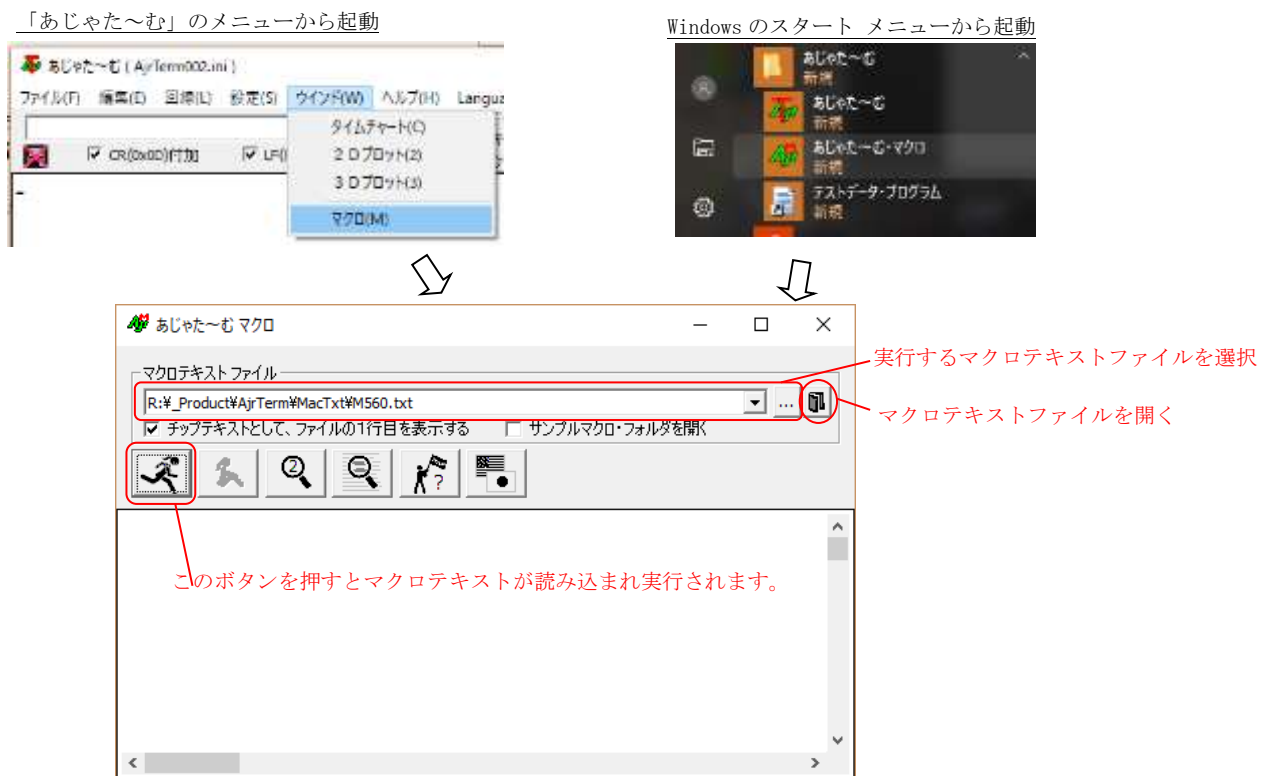 「あじゃた～む」のメニューから起動
Windows のスタート メニューから起動
あじゃた～む ( AjrTerm002.ini )
ファイル(F) 編集(E) 回線(L) 設定(S) ウインド(W) ヘルプ(H) Langua
タイムチャート(C)
CR(0x0D)付加 LF(
２Ｄプロット(2)
３Ｄプロット(3)
マクロ(M)
あじゃた～む
新規
あじゃた～む
新規
あじゃた～む・マクロ
新規
テストデータ・プログラム
新規
あじゃた～む マクロ
実行するマクロテキストファイルを選択
マクロテキスト ファイル
R:¥_Product¥AjrTerm¥MacTxt¥M560.txt
...
マクロテキストファイルを開く
チップテキストとして、ファイルの1行目を表示する サンプルマクロ・フォルダを開く
2
?
このボタンを押すとマクロテキストが読み込まれ実行されます。